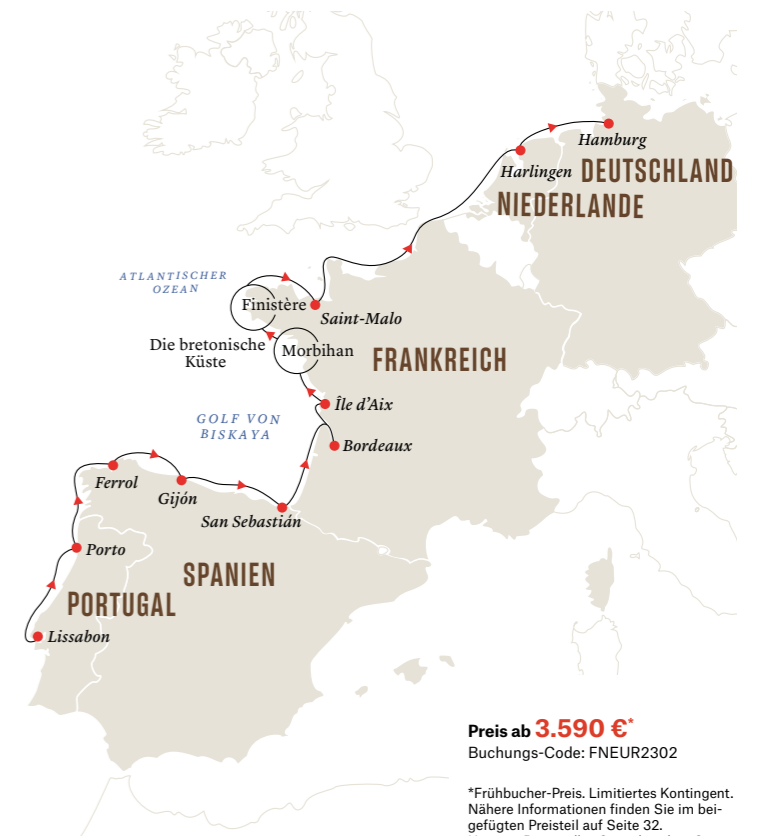 Hamburg
Harlingen
DEUTSCHLAND
NIEDERLANDE
ATLANTISCHER
OZEAN
Finistère
Saint-Malo
Die bretonische
Küste
Morbihan
FRANKREICH
Île d'Aix
GOLF VON
BISKAYA
Bordeaux
Ferrol
Gijón
San Sebastián
Porto
SPANIEN
PORTUGAL
Lissabon
Preis ab 3.590 €*
Buchungs-Code: FNEUR2302
*Frühbucher-Preis. Limitiertes Kontingent.
Nähere Informationen finden Sie im bei-
gefügten Preisteil auf Seite 32.